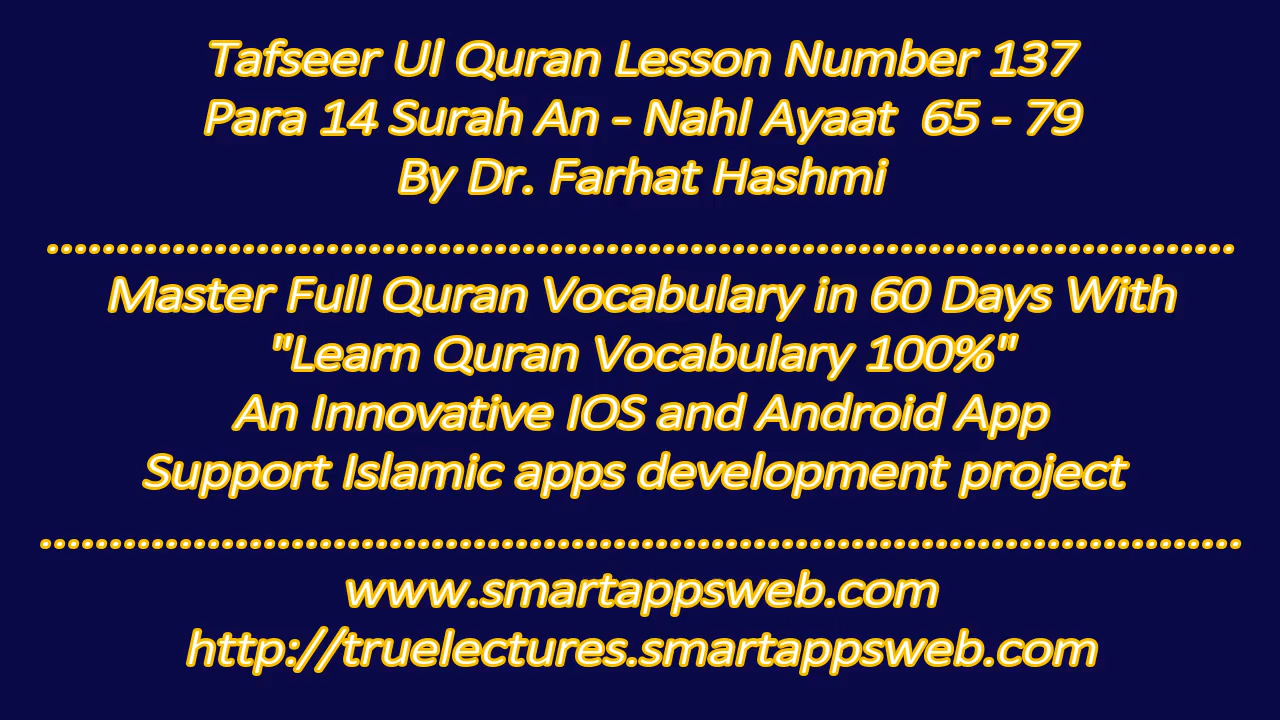 Tafseer Ul Quran Lesson Number 137
Para 14 Surah An - Nahl Ayaat  65 - 79
By Dr. Farhat Hashmi
Master Full Quran Vocabulary in 60 Days With
"Learn Quran Vocabulary 100%"
An Innovative IOS and Android App
Support Islamic apps development project
www.smartappsweb.com
http://truelectures.smartappsweb.com